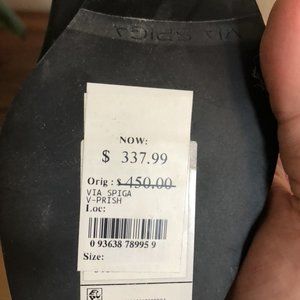 VIA SPIGA
NOW:
$ 337.99
Orig : $ 450.00
VIA SPIGA
V-PRISH
Loc:
0 93638 78995 9
Size: